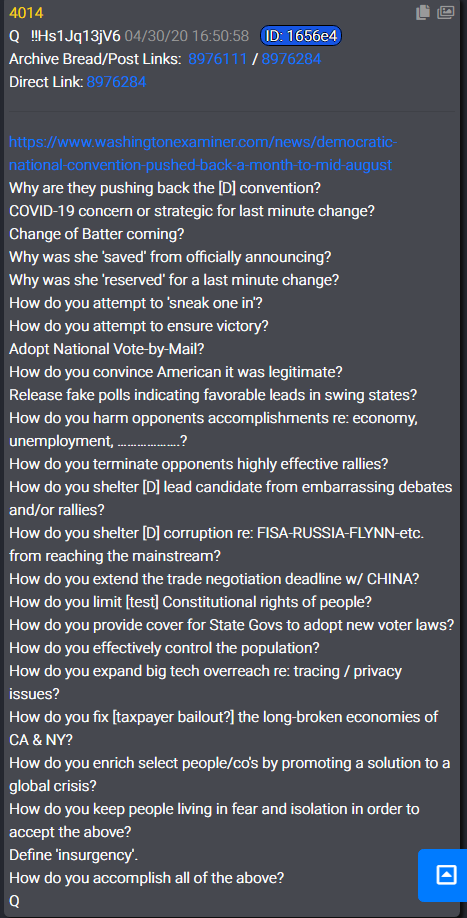 4014
Q !!Hs1Jq13jV6 04/30/20 16:50:58 ID: 1656e4
Archive Bread/Post Links: 8976111 / 8976284
Direct Link: 8976284
https://www.washingtonexaminer.com/news/democratic-
national-convention-pushed-back-a-month-to-mid-august
Why are they pushing back the [D] convention?
COVID-19 concern or strategic for last minute change?
Change of Batter coming?
Why was she 'saved' from officially announcing?
Why was she 'reserved' for a last minute change?
How do you attempt to 'sneak one in'?
How do you attempt to ensure victory?
Adopt National Vote-by-Mail?
How do you convince American it was legitimate?
Release fake polls indicating favorable leads in swing states?
How do you harm opponents accomplishments re: economy,
unemployment, ……………….?
How do you terminate opponents highly effective rallies?
How do you shelter [D] lead candidate from embarrassing debates
and/or rallies?
How do you shelter [D] corruption re: FISA-RUSSIA-FLYNN-etc.
from reaching the mainstream?
How do you extend the trade negotiation deadline w/ CHINA?
How do you limit [test] Constitutional rights of people?
How do you provide cover for State Govs to adopt new voter laws?
How do you effectively control the population?
How do you expand big tech overreach re: tracing / privacy
issues?
How do you fix [taxpayer bailout?] the long-broken economies of
CA & NY?
How do you enrich select people/co's by promoting a solution to a
global crisis?
How do you keep people living in fear and isolation in order to
accept the above?
Define 'insurgency'.
How do you accomplish all of the above?
Q